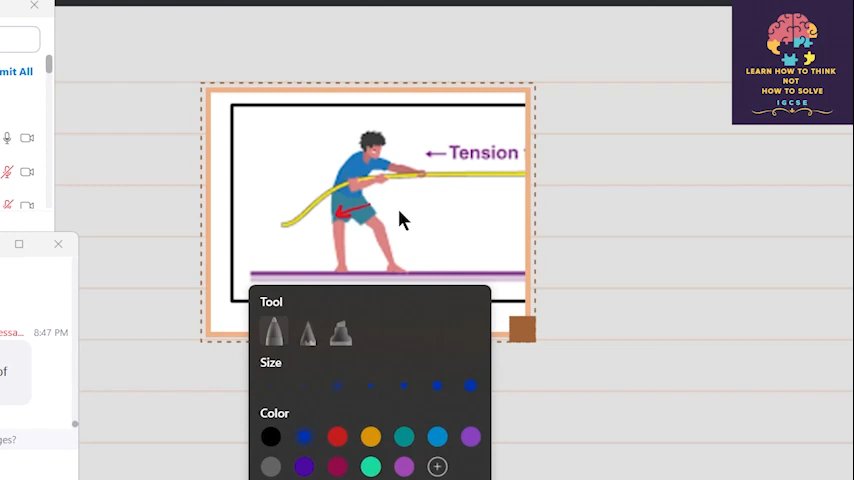 mit All
LEARN HOW TO THINK
NOT
HOW TO SOLVE
IGCSE
←Tension
Tool
essa... 8:47 PM
Size
of
Color
ges?